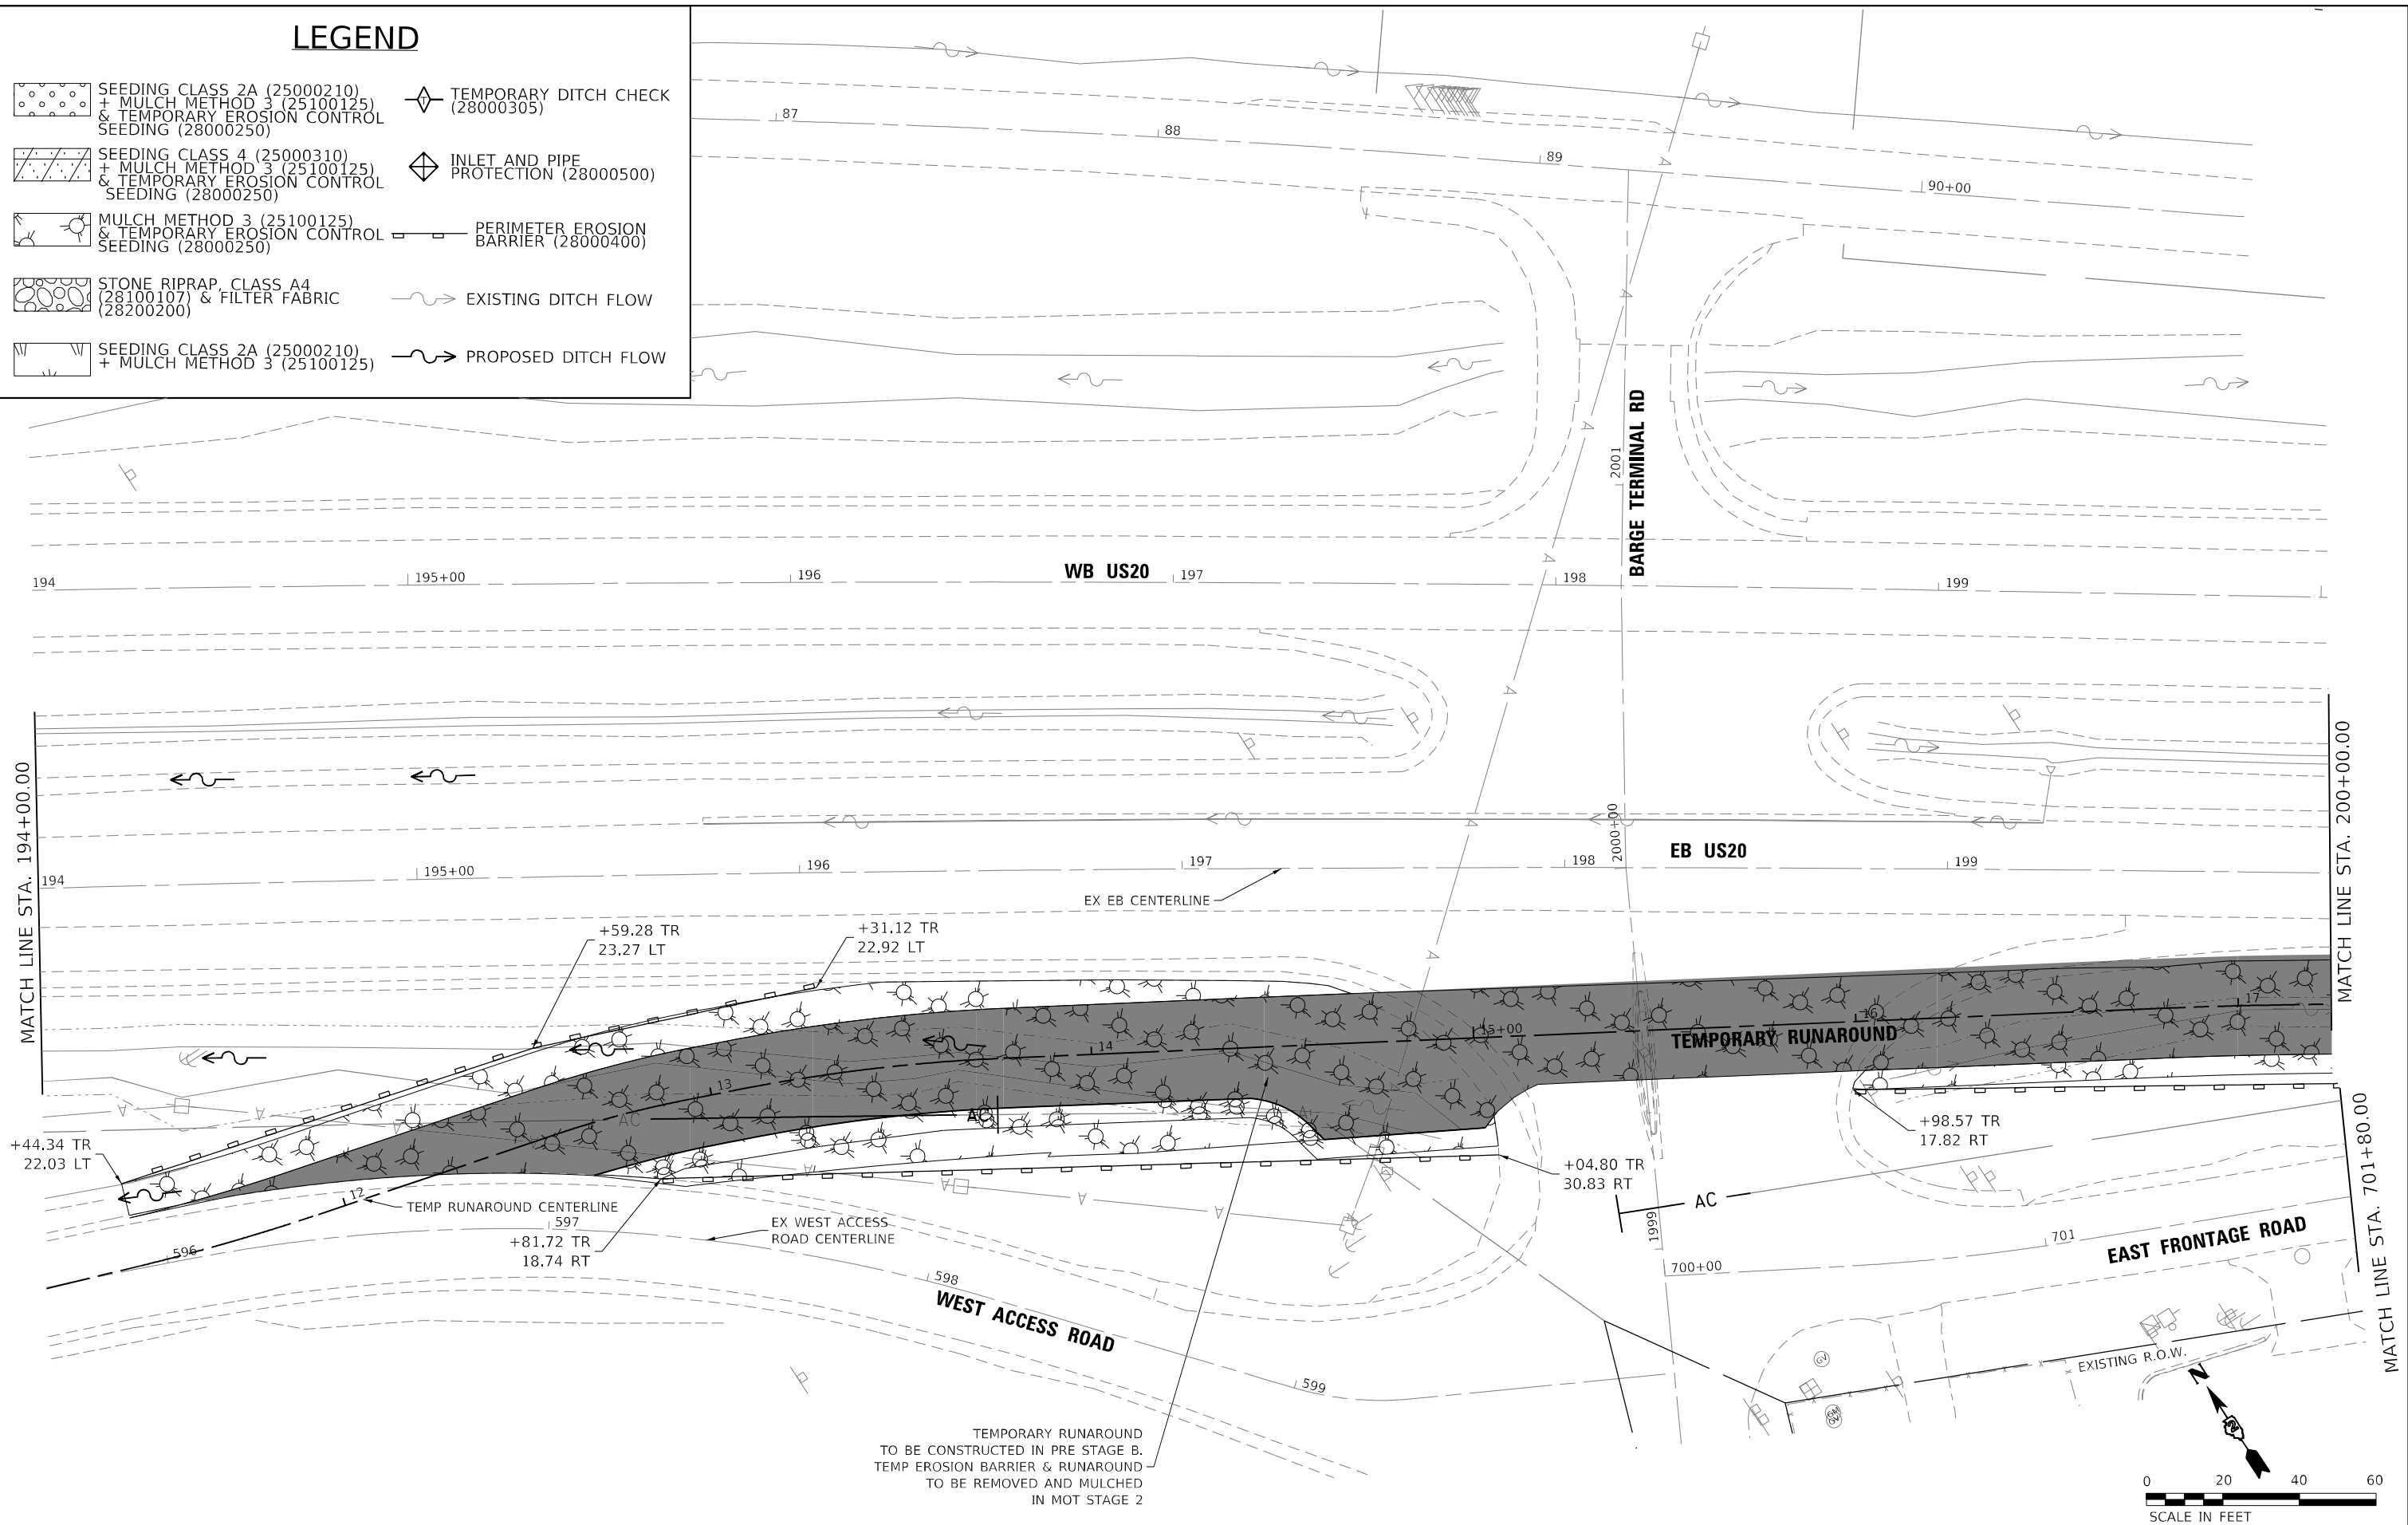 LEGEND
SEEDING CLASS 2A (25000210)
+ MULCH METHOD 3 (25100125)
& TEMPORARY EROSION CONTROL
SEEDING (28000250)
SEEDING CLASS 4 (25000310)
+ MULCH METHOD 3 (25100125)
& TEMPORARY EROSION CONTROL
SEEDING (28000250)
MULCH METHOD 3 (25100125)
& TEMPORARY EROSION CONTROL
SEEDING (28000250)
STONE RIPRAP, CLASS A4
(28100107) & FILTER FABRIC
(28200200)
SEEDING CLASS 2A (25000210)
+ MULCH METHOD 3 (25100125)
T
TEMPORARY DITCH CHECK
(28000305)
INLET AND PIPE
PROTECTION (28000500)
PERIMETER EROSION
BARRIER (28000400)
EXISTING DITCH FLOW
PROPOSED DITCH FLOW
87
88
89
90+00
2001
BARGE TERMINAL RD
194
195+00
196
WB US20
197
198
199
MATCH LINE STA. 194+00.00
MATCH LINE STA. 200+00.00
2000+00
194
195+00
196
197
198
EB US20
199
EX EB CENTERLINE
+59.28 TR
23.27 LT
+31.12 TR
22.92 LT
17
16
15+00
14
13
12
TEMPORARY RUNAROUND
AC
AC
+44.34 TR
22.03 LT
+98.57 TR
17.82 RT
+04.80 TR
30.83 RT
AC
1999
TEMP RUNAROUND CENTERLINE
596
597
+81.72 TR
18.74 RT
EX WEST ACCESS
ROAD CENTERLINE
598
WEST ACCESS ROAD
599
700+00
701
EAST FRONTAGE ROAD
MATCH LINE STA. 701+80.00
EXISTING R.O.W.
GV
GM
GV
TEMPORARY RUNAROUND
TO BE CONSTRUCTED IN PRE STAGE B.
TEMP EROSION BARRIER & RUNAROUND
TO BE REMOVED AND MULCHED
IN MOT STAGE 2
N
0 20 40 60
SCALE IN FEET